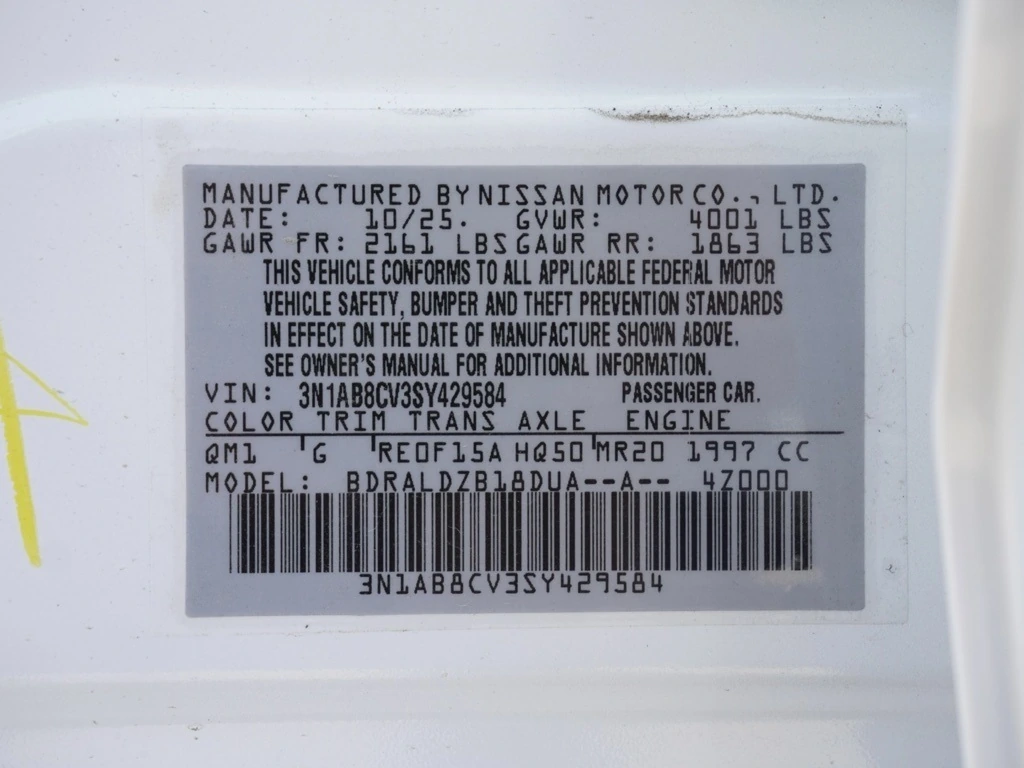 MANUFACTURED BY NISSAN MOTOR CO., LTD.
DATE: 10/25. GVWR: 4001 LBS
GAWR FR: 2161 LBS GAWR RR: 1863 LBS
THIS VEHICLE CONFORMS TO ALL APPLICABLE FEDERAL MOTOR
VEHICLE SAFETY, BUMPER AND THEFT PREVENTION STANDARDS
IN EFFECT ON THE DATE OF MANUFACTURE SHOWN ABOVE.
SEE OWNER'S MANUAL FOR ADDITIONAL INFORMATION.
VIN: 3N1AB8CV3SY429584 PASSENGER CAR.
COLOR TRIM TRANS AXLE ENGINE
QM1 G RE0F15A HQ50 MR20 1997 CC
MODEL: BDRALDZB18DUA--A-- 4Z000
3N1AB8CV3SY429584